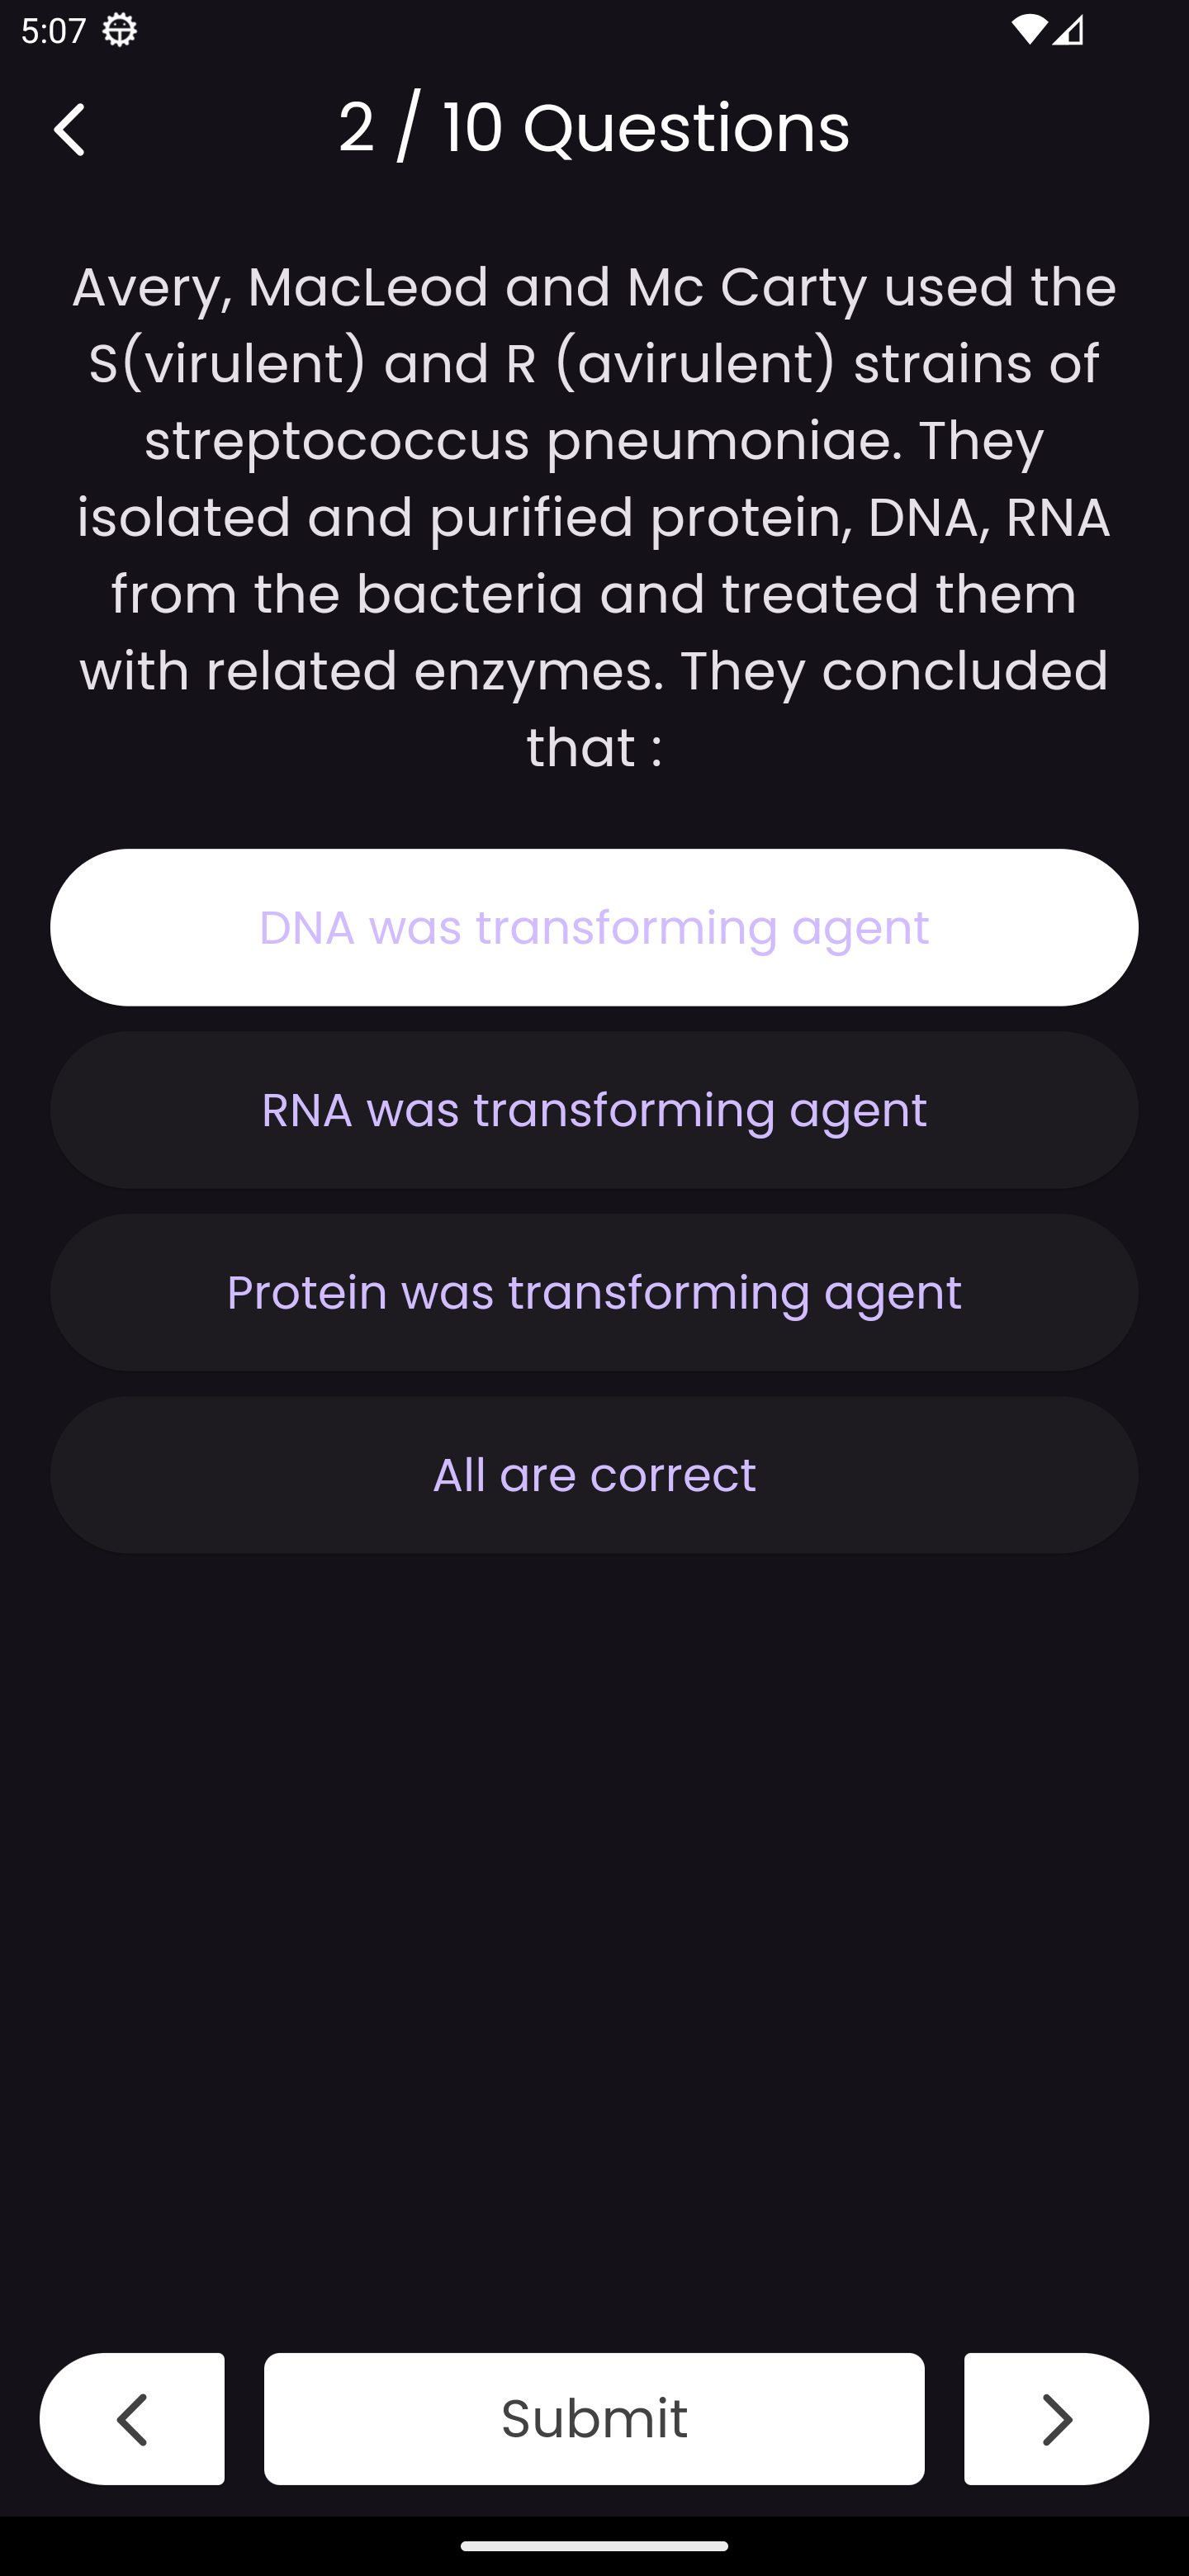 5:07
2 / 10 Questions
Avery, MacLeod and Mc Carty used the
S(virulent) and R (avirulent) strains of
streptococcus pneumoniae. They
isolated and purified protein, DNA, RNA
from the bacteria and treated them
with related enzymes. They concluded
that :
DNA was transforming agent
RNA was transforming agent
Protein was transforming agent
All are correct
Submit